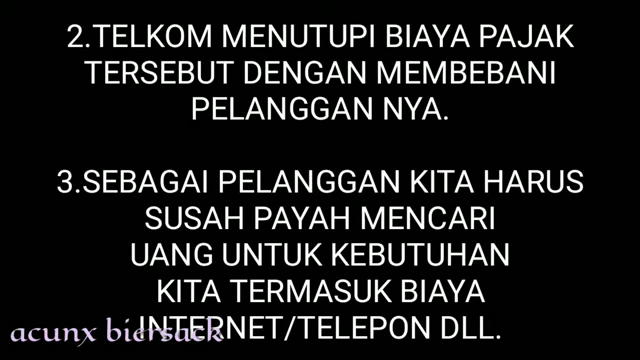 2.TELKOM MENUTUPI BIAYA PAJAK
TERSEBUT DENGAN MEMBEBANI
PELANGGAN NYA.
3.SEBAGAI PELANGGAN KITA HARUS
SUSAH PAYAH MENCARI
UANG UNTUK KEBUTUHAN
KITA TERMASUK BIAYA
INTERNET/TELEPON DLL.
acunx biersack